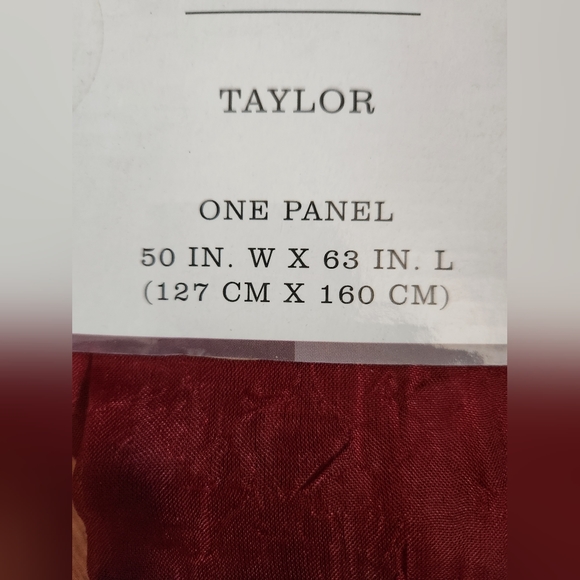 TAYLOR
ONE PANEL
50 IN. W X 63 IN. L
(127 CM X 160 CM)